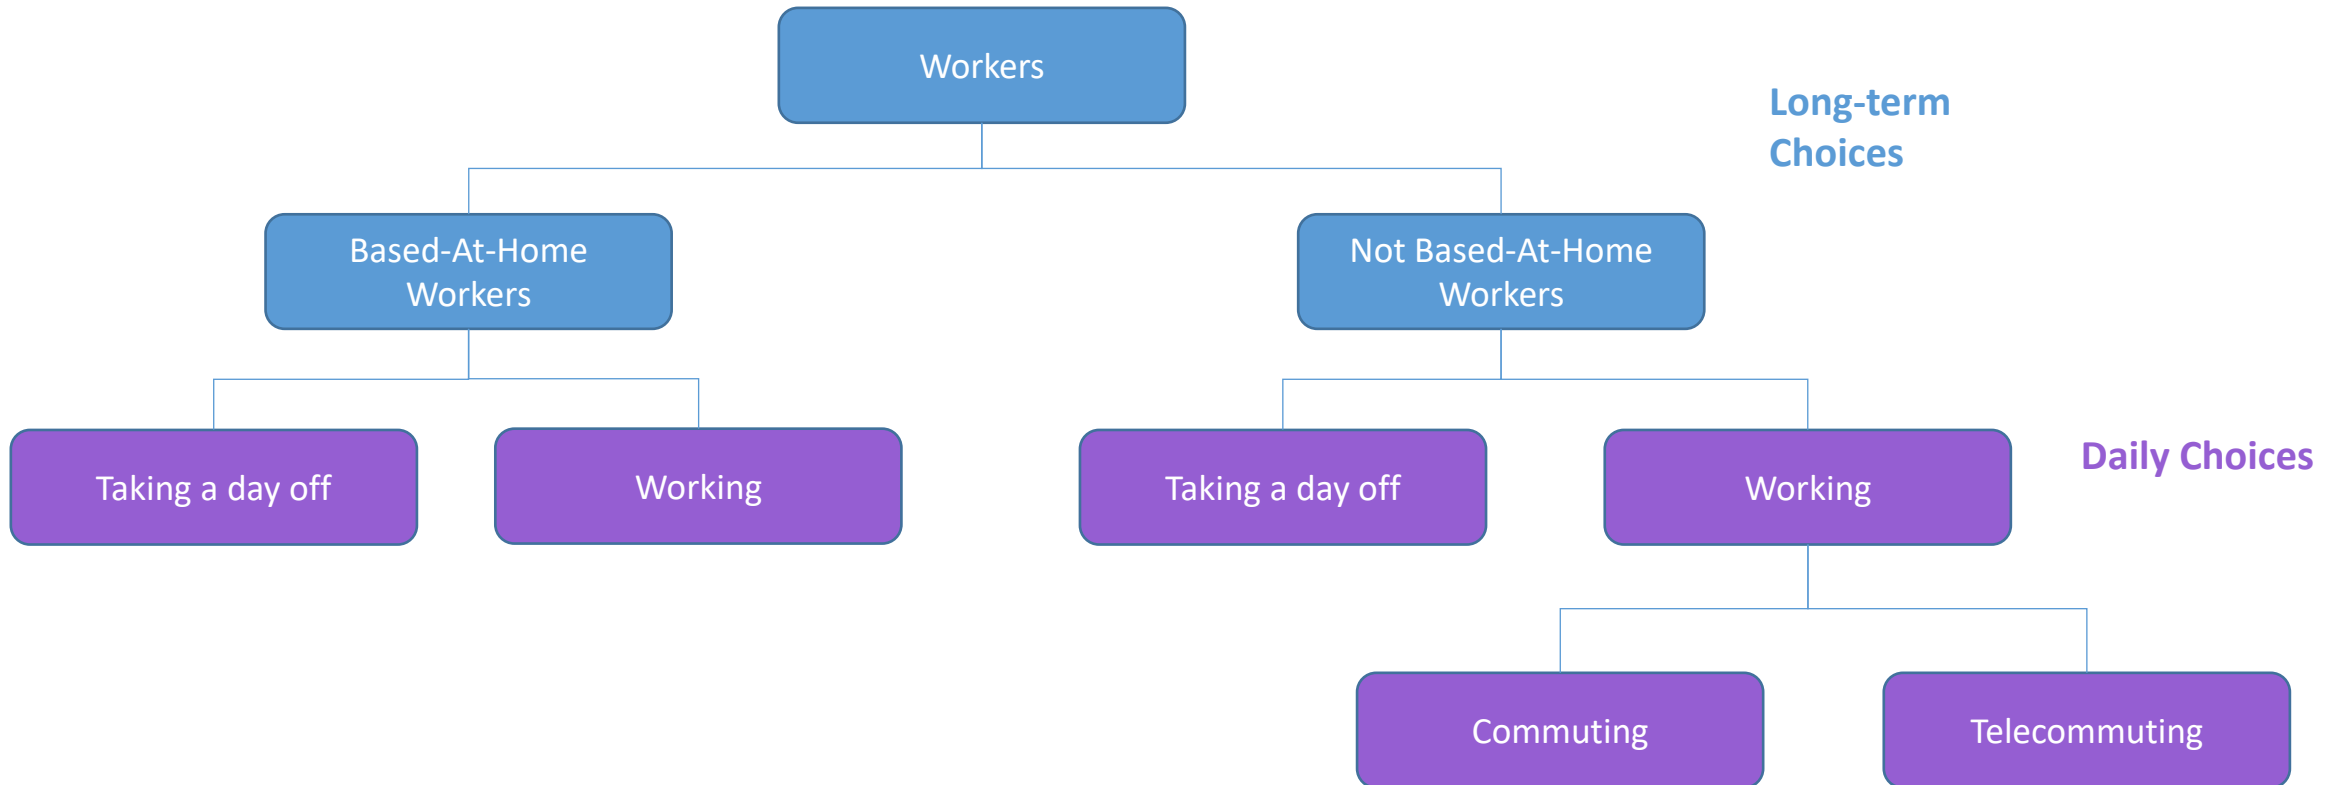 Workers
Long-term
Choices
Based-At-Home
Workers
Not Based-At-Home
Workers
Taking a day off
Working
Taking a day off
Working
Daily Choices
Commuting
Telecommuting